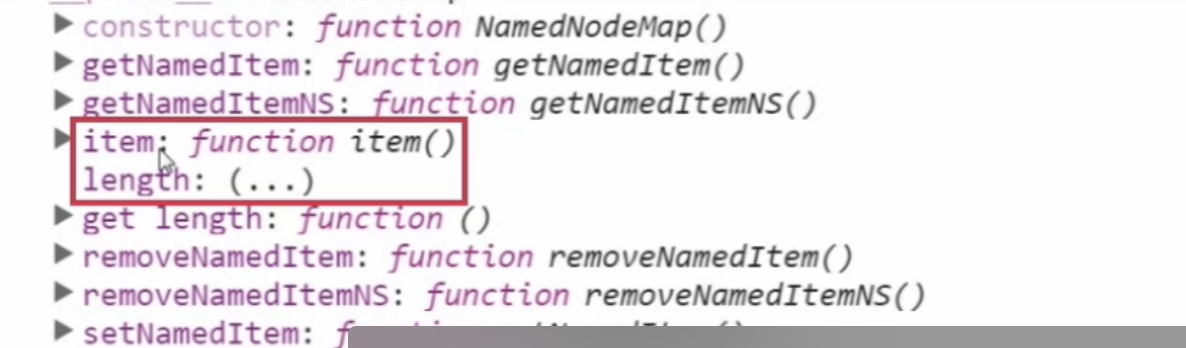 constructor: function NamedNodeMap()
getNamedItem: function getNamedItem()
getNamedItemNS: function getNamedItemNS()
item: function item()
length: (...)
get length: function ()
removeNamedItem: function removeNamedItem()
removeNamedItemNS: function removeNamedItemNS()
setNamedItem: